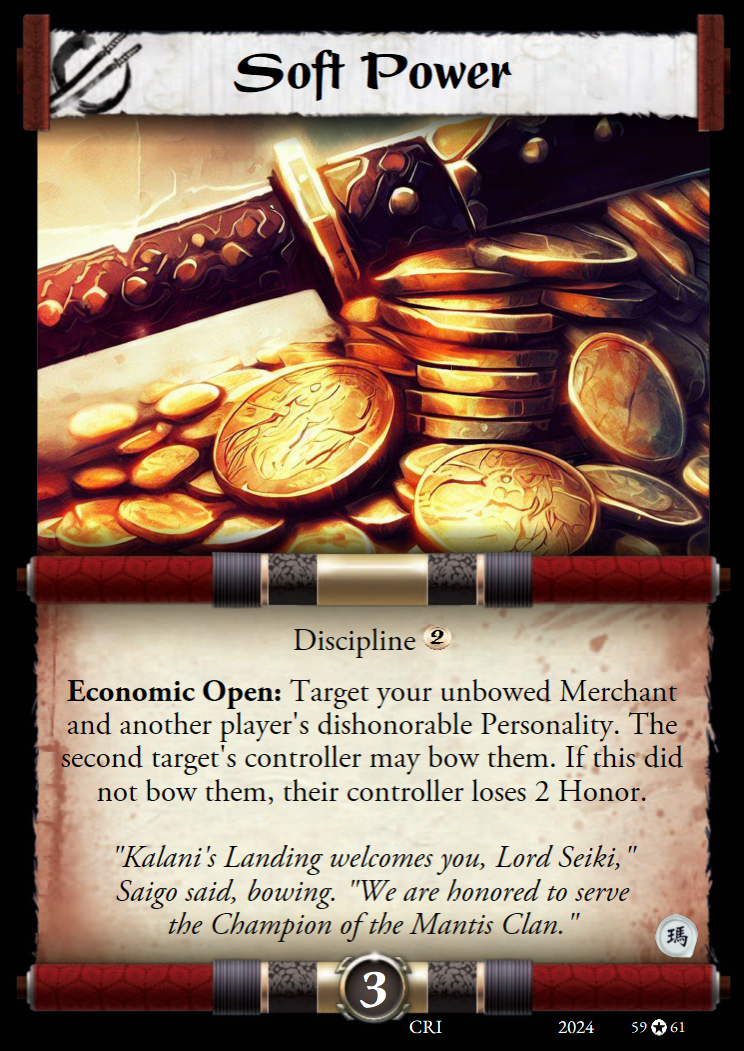 Soft Power
Discipline 2
Economic Open: Target your unbowed Merchant
and another player's dishonorable Personality. The
second target's controller may bow them. If this did
not bow them, their controller loses 2 Honor.
"Kalani's Landing welcomes you, Lord Seiki,"
Saigo said, bowing. "We are honored to serve
the Champion of the Mantis Clan."
瑪
3
CRI 2024 59 ✪ 61